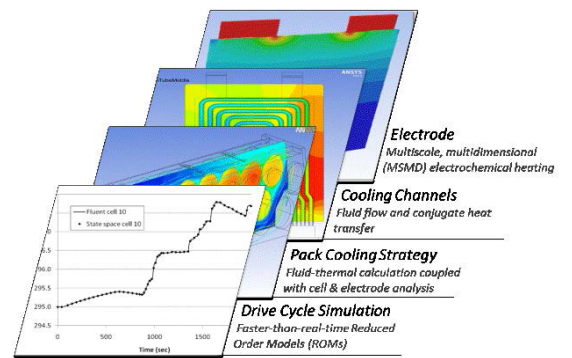 ANSYS
Electrode
Multiscale, multidimensional
(MSMD) electrochemical heating
Cooling Channels
Fluid flow and conjugate heat
transfer
Pack Cooling Strategy
Fluid-thermal calculation coupled
with cell & electrode analysis
Drive Cycle Simulation
Faster-than-real-time Reduced
Order Models (ROMs)
Fluent cell 10
State space cell 10
295.5
295.0
294.5
0
500
1000
1500
Time (sec)